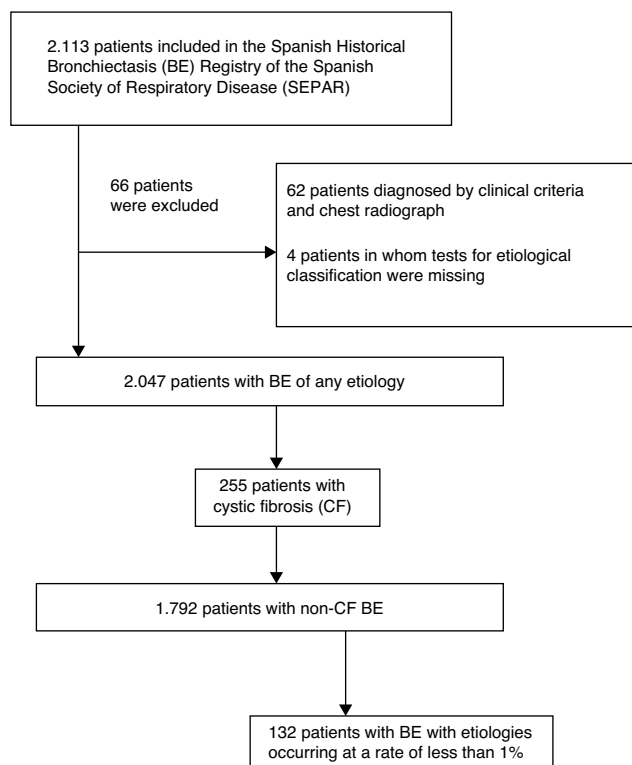 2.113 patients included in the Spanish Historical
Bronchiectasis (BE) Registry of the Spanish
Society of Respiratory Disease (SEPAR)
66 patients
were excluded
62 patients diagnosed by clinical criteria
and chest radiograph
4 patients in whom tests for etiological
classification were missing
2.047 patients with BE of any etiology
255 patients with
cystic fibrosis (CF)
1.792 patients with non-CF BE
132 patients with BE with etiologies
occurring at a rate of less than 1%